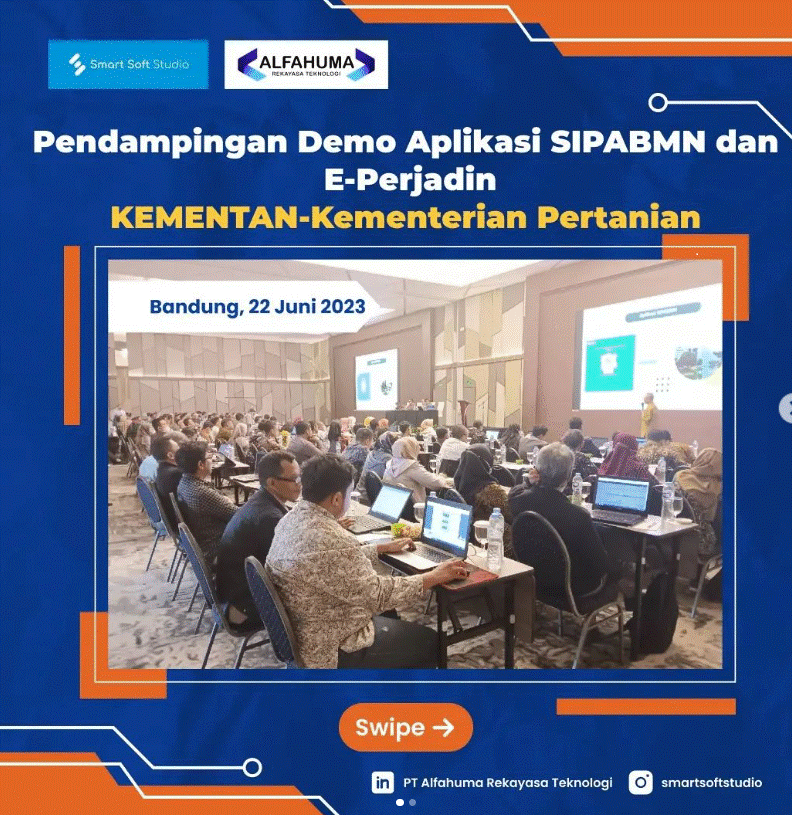 Smart Soft Studio
ALFAHUMA
REKAYASA TEKNOLOGI
Pendampingan Demo Aplikasi SIPABMN dan
E-Perjadin
KEMENTAN-Kementerian Pertanian
Bandung, 22 Juni 2023
Swipe
in PT Alfahuma Rekayasa Teknologi
smartsoftstudio